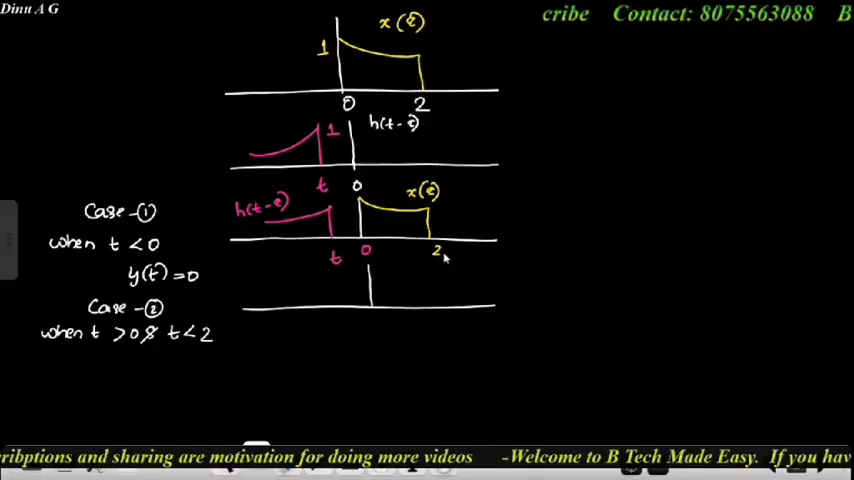 Dinu A G
cribe Contact: 8075563088 B
x(τ)
1
0 2
h(t-τ)
1
t 0
h(t-τ)
x(τ)
t 0 2
Case-①
when t <0
y(t)=0
Case-②
when t >0 & t <2
cribptions and sharing are motivation for doing more videos -Welcome to B Tech Made Easy. If you hav